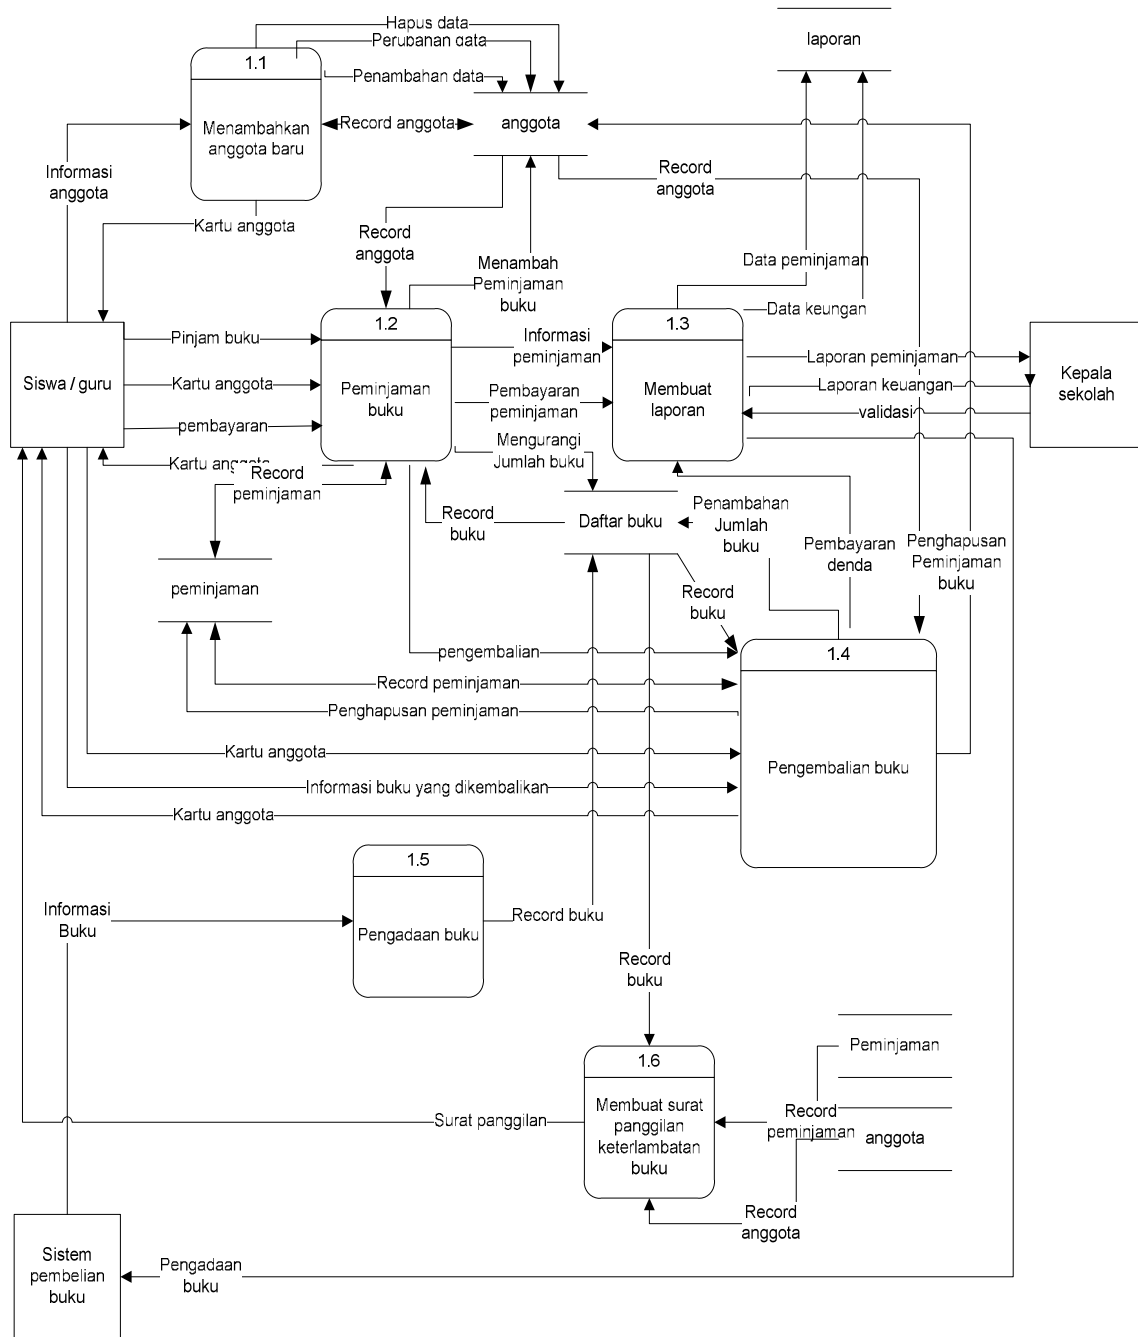 Hapus data
Perubahan data
Penambahan data
laporan
1.1
Menambahkan
anggota baru
Record anggota
anggota
Informasi
anggota
Record
anggota
Kartu anggota
Record
anggota
Menambah
Peminjaman
buku
Data peminjaman
Data keungan
Siswa / guru
Pinjam buku
Kartu anggota
pembayaran
Kartu anggota
1.2
Peminjaman
buku
Informasi
peminjaman
Pembayaran
peminjaman
Mengurangi
Jumlah buku
1.3
Membuat
laporan
Laporan peminjaman
Laporan keuangan
validasi
Kepala
sekolah
Record
peminjaman
Record
buku
Daftar buku
Penambahan
Jumlah
buku
Pembayaran
denda
Penghapusan
Peminjaman
buku
peminjaman
Record
buku
pengembalian
Record peminjaman
Penghapusan peminjaman
Kartu anggota
Informasi buku yang dikembalikan
Kartu anggota
1.4
Pengembalian buku
1.5
Pengadaan buku
Informasi
Buku
Record buku
Record
buku
1.6
Membuat surat
panggilan
keterlambatan
buku
Surat panggilan
Peminjaman
Record
peminjaman
anggota
Record
anggota
Sistem
pembelian
buku
Pengadaan
buku